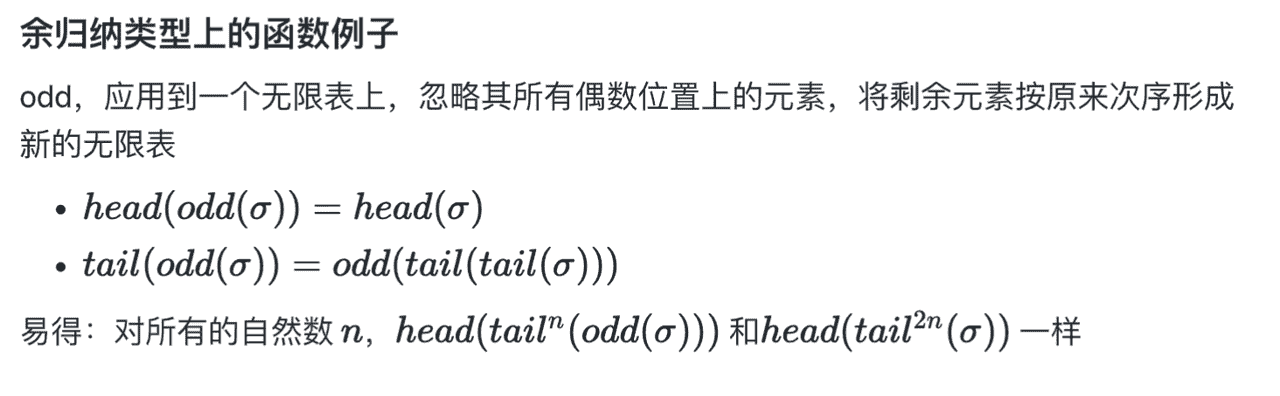 余归纳类型上的函数例子
odd，应用到一个无限表上，忽略其所有偶数位置上的元素，将剩余元素按原来次序形成
新的无限表
• head(odd(σ)) = head(σ)
• tail(odd(σ)) = odd(tail(tail(σ)))
易得：对所有的自然数 n，head(tailⁿ(odd(σ))) 和head(tail²ⁿ(σ)) 一样